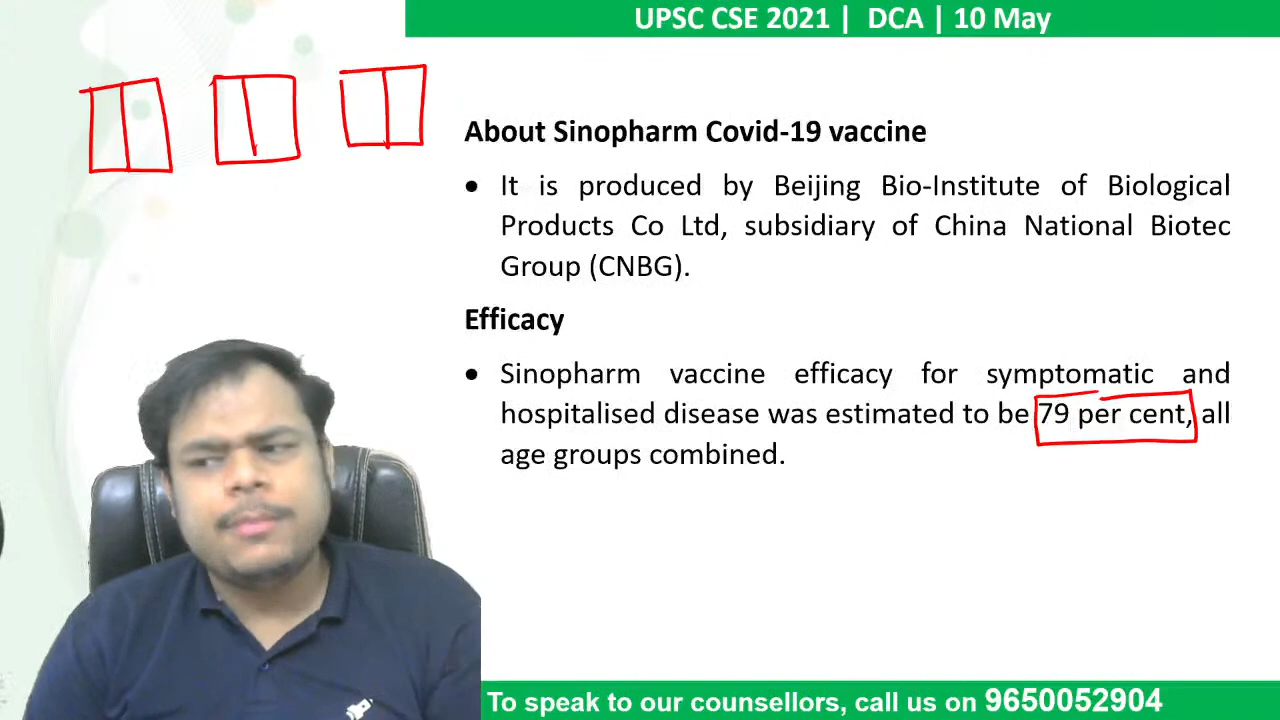 UPSC CSE 2021 | DCA | 10 May
About Sinopharm Covid-19 vaccine
• It is produced by Beijing Bio-Institute of Biological
Products Co Ltd, subsidiary of China National Biotec
Group (CNBG).
Efficacy
• Sinopharm vaccine efficacy for symptomatic and
hospitalised disease was estimated to be 79 per cent, all
age groups combined.
To speak to our counsellors, call us on 9650052904